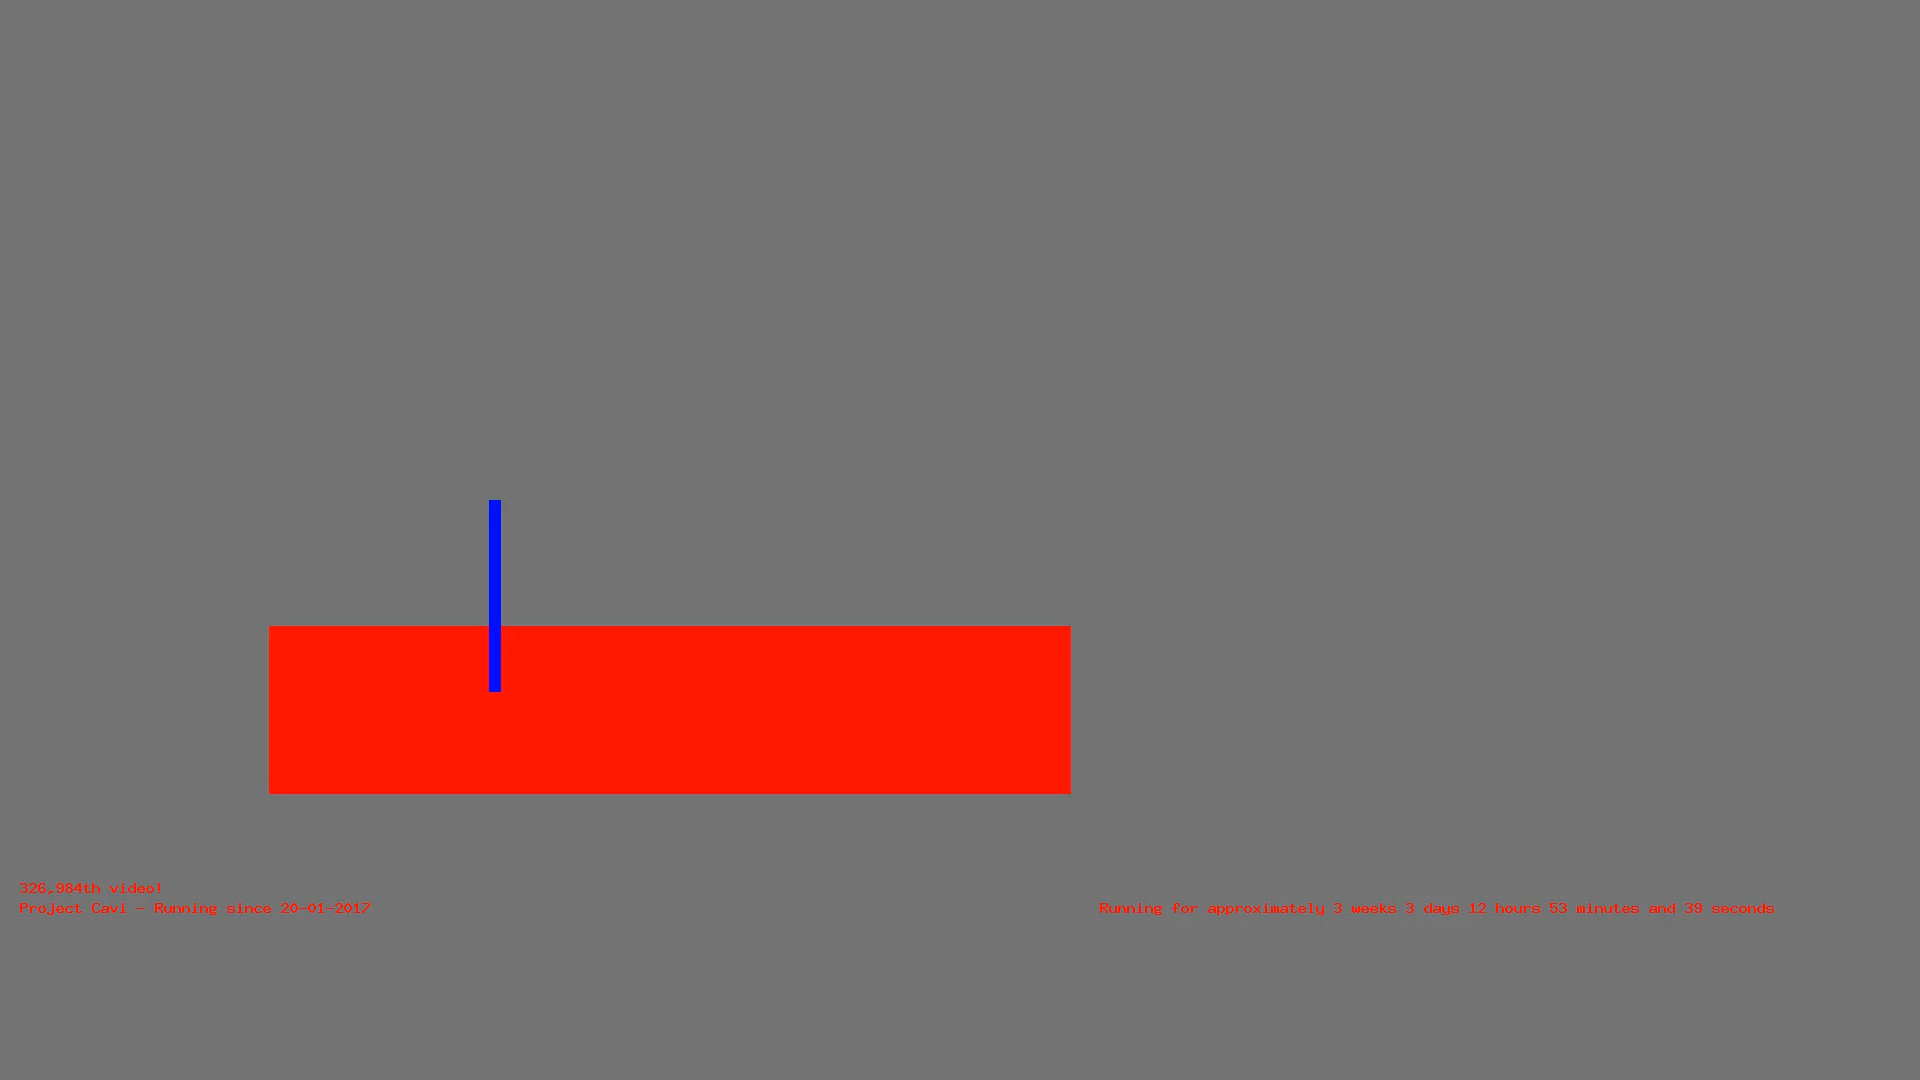 326,984th video!
Project Cavi - Running since 20-01-2017
Running for approximately 3 weeks 3 days 12 hours 53 minutes and 39 seconds